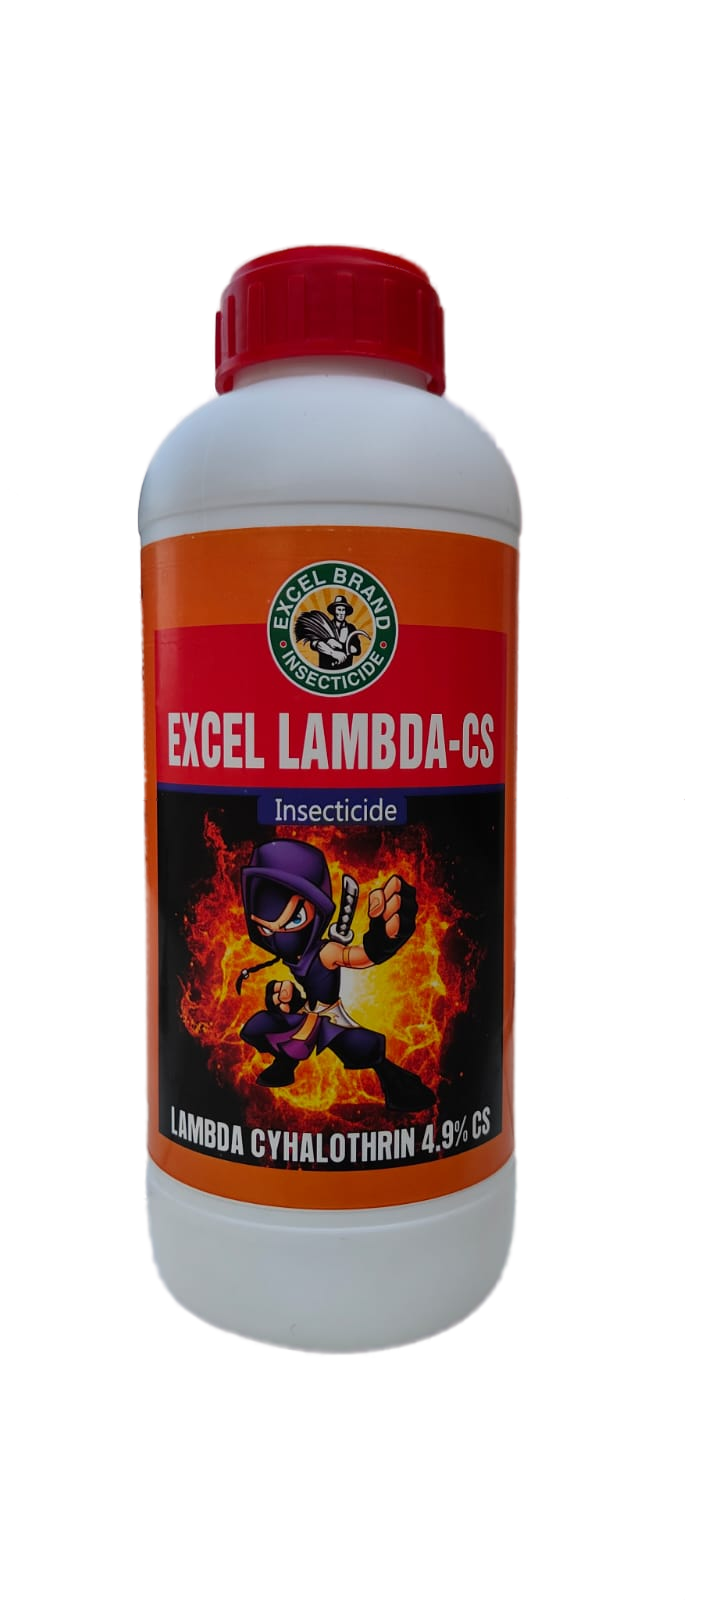 EXCEL BRAND
INSECTICIDE
EXCEL LAMBDA-CS
Insecticide
LAMBDA CYHALOTHRIN 4.9% CS